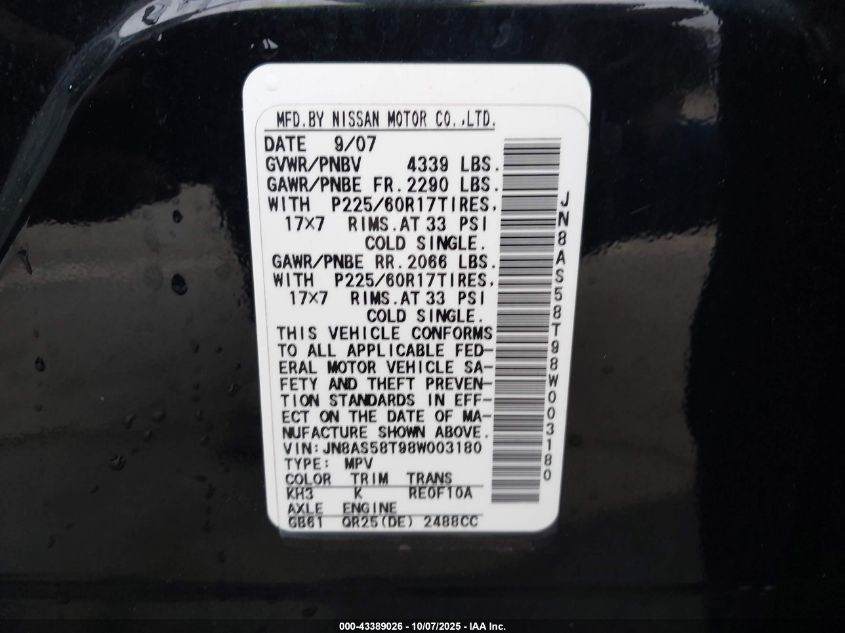 MFD.BY NISSAN MOTOR CO.,LTD.
DATE 9/07
GVWR/PNBV 4339 LBS.
GAWR/PNBE FR. 2290 LBS.
WITH P225/60R17TIRES,
17×7 RIMS.AT 33 PSI
COLD SINGLE.
GAWR/PNBE RR. 2066 LBS.
WITH P225/60R17TIRES,
17×7 RIMS.AT 33 PSI
COLD SINGLE.
THIS VEHICLE CONFORMS
TO ALL APPLICABLE FED-
ERAL MOTOR VEHICLE SA-
FETY AND THEFT PREVEN-
TION STANDARDS IN EFF-
ECT ON THE DATE OF MA-
NUFACTURE SHOWN ABOVE.
VIN:JN8AS58T98W003180
TYPE: MPV
COLOR TRIM TRANS
KH3 K RE0F10A
AXLE ENGINE
GB61 QR25(DE) 2488CC
JN8AS58T98W003180
000-43389026 - 10/07/2025 - IAA Inc.